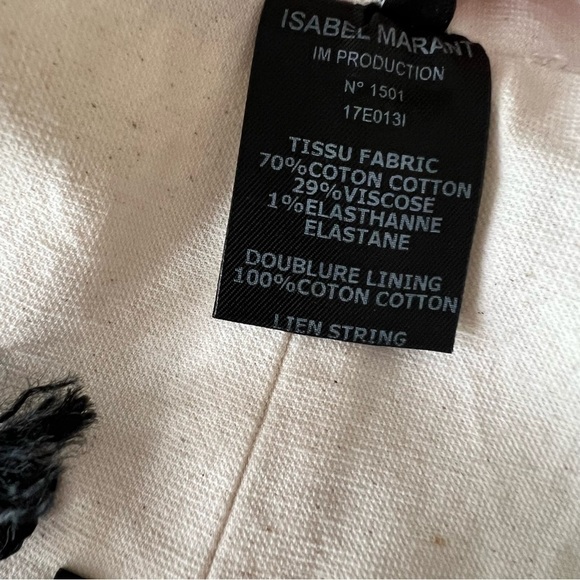 ISABEL MARANT
IM PRODUCTION
N° 1501
17E013I
TISSU FABRIC
70%COTON COTTON
29%VISCOSE
1%ELASTHANNE
ELASTANE
DOUBLURE LINING
100%COTON COTTON
LIEN STRING